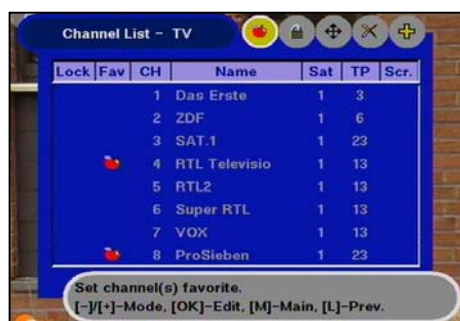 Channel List – TV
Lock Fav CH Name Sat TP Scr.
1 Das Erste 1 3
2 ZDF 1 6
3 SAT.1 1 23
4 RTL Televisio 1 13
5 RTL2 1 13
6 Super RTL 1 13
7 VOX 1 13
8 ProSieben 1 23
Set channel(s) favorite.
[-]/[+]-Mode, [OK]-Edit, [M]-Main, [L]-Prev.